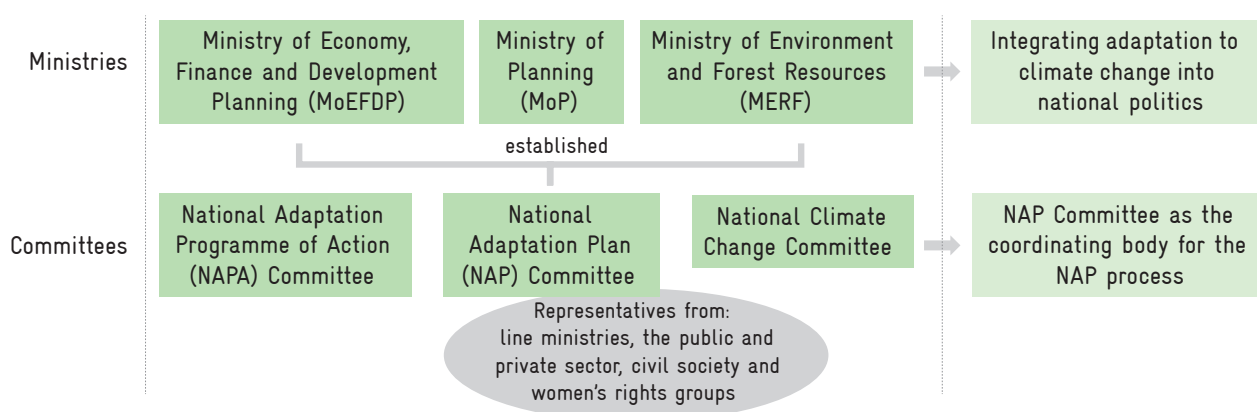 Ministries
Ministry of Economy,
Finance and Development
Planning (MoEFDP)
Ministry of
Planning
(MoP)
Ministry of Environment
and Forest Resources
(MERF)
Integrating adaptation to
climate change into
national politics
established
Committees
National Adaptation
Programme of Action
(NAPA) Committee
National
Adaptation Plan
(NAP) Committee
National Climate
Change Committee
NAP Committee as the
coordinating body for the
NAP process
Representatives from:
line ministries, the public and
private sector, civil society and
women's rights groups